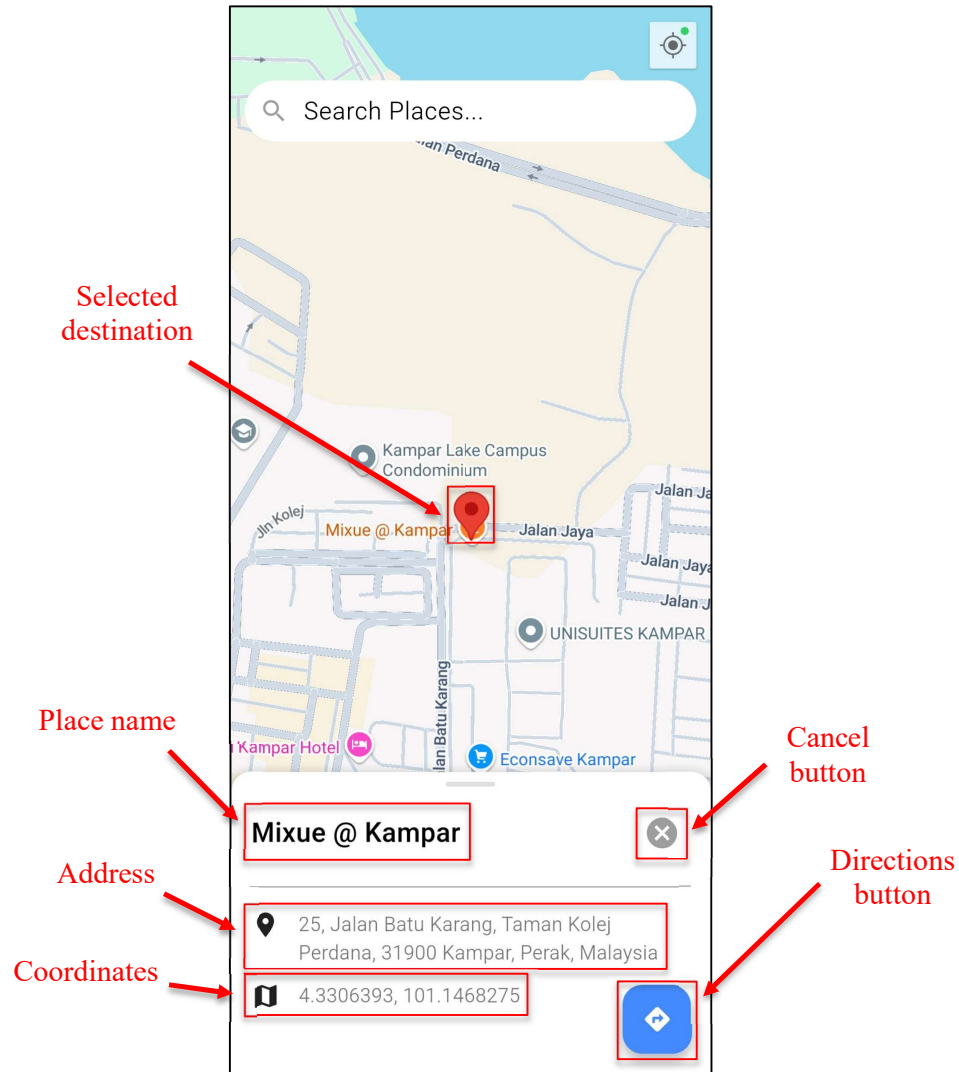 Search Places...
lan Perdana
Selected
destination
Kampar Lake Campus
Condominium
Jalan Ja
Jln Kolej
Mixue @ Kampar
Jalan Jaya
Jalan Jaya
Jalan J
UNISUITES KAMPAR
lan Batu Karang
Place name
Kampar Hotel
Econsave Kampar
Cancel
button
Mixue @ Kampar
Address
Directions
button
25, Jalan Batu Karang, Taman Kolej
Perdana, 31900 Kampar, Perak, Malaysia
Coordinates
4.3306393, 101.1468275